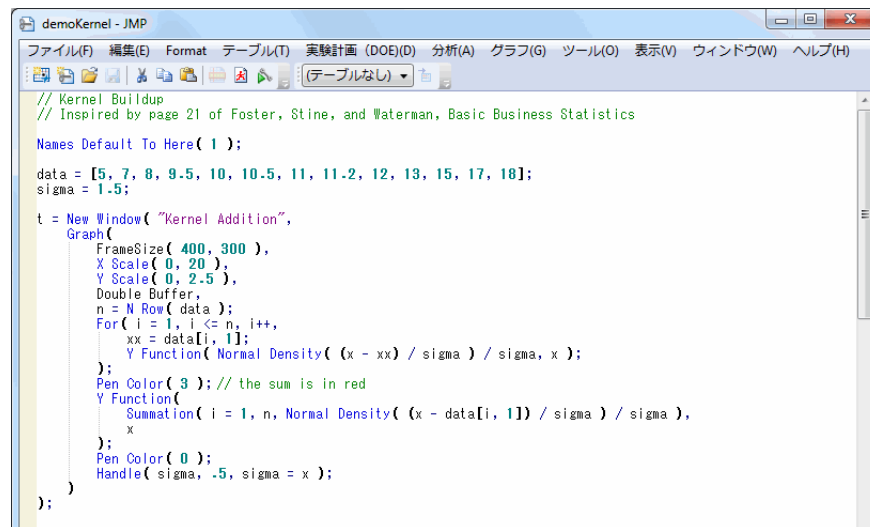 demoKernel - JMP
ファイル(F) 編集(E) Format テーブル(T) 実験計画（DOE)(D) 分析(A) グラフ(G) ツール(O) 表示(V) ウィンドウ(W) ヘルプ(H)
(テーブルなし)
// Kernel Buildup
// Inspired by page 21 of Foster, Stine, and Waterman, Basic Business Statistics
Names Default To Here( 1 );
data = [5, 7, 8, 9.5, 10, 10.5, 11, 11.2, 12, 13, 15, 17, 18];
sigma = 1.5;
t = New Window( "Kernel Addition",
Graph(
FrameSize( 400, 300 ),
X Scale( 0, 20 ),
Y Scale( 0, 2.5 ),
Double Buffer,
n = N Row( data );
For( i = 1, i <= n, i++,
xx = data[i, 1];
Y Function( Normal Density( (x - xx) / sigma ) / sigma, x );
);
Pen Color( 3 ); // the sum is in red
Y Function(
Summation( i = 1, n, Normal Density( (x - data[i, 1]) / sigma ) / sigma ),
x
);
Pen Color( 0 );
Handle( sigma, .5, sigma = x );
)
);